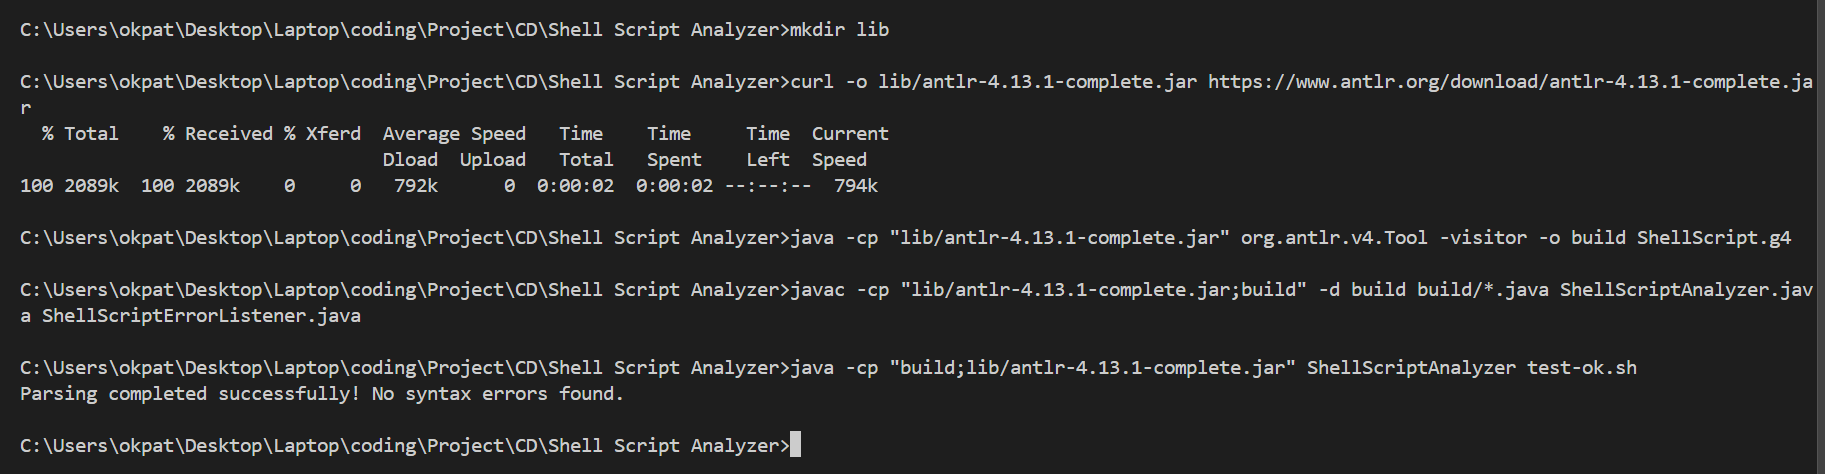 C:\Users\okpat\Desktop\Laptop\coding\Project\CD\Shell Script Analyzer>mkdir lib
C:\Users\okpat\Desktop\Laptop\coding\Project\CD\Shell Script Analyzer>curl -o lib/antlr-4.13.1-complete.jar https://www.antlr.org/download/antlr-4.13.1-complete.ja
r
  % Total    % Received % Xferd  Average Speed   Time    Time     Time  Current
                                 Dload  Upload   Total   Spent    Left  Speed
100 2089k  100 2089k    0     0   792k      0  0:00:02  0:00:02 --:--:--  794k
C:\Users\okpat\Desktop\Laptop\coding\Project\CD\Shell Script Analyzer>java -cp "lib/antlr-4.13.1-complete.jar" org.antlr.v4.Tool -visitor -o build ShellScript.g4
C:\Users\okpat\Desktop\Laptop\coding\Project\CD\Shell Script Analyzer>javac -cp "lib/antlr-4.13.1-complete.jar;build" -d build build/*.java ShellScriptAnalyzer.jav
a ShellScriptErrorListener.java
C:\Users\okpat\Desktop\Laptop\coding\Project\CD\Shell Script Analyzer>java -cp "build;lib/antlr-4.13.1-complete.jar" ShellScriptAnalyzer test-ok.sh
Parsing completed successfully! No syntax errors found.
C:\Users\okpat\Desktop\Laptop\coding\Project\CD\Shell Script Analyzer>